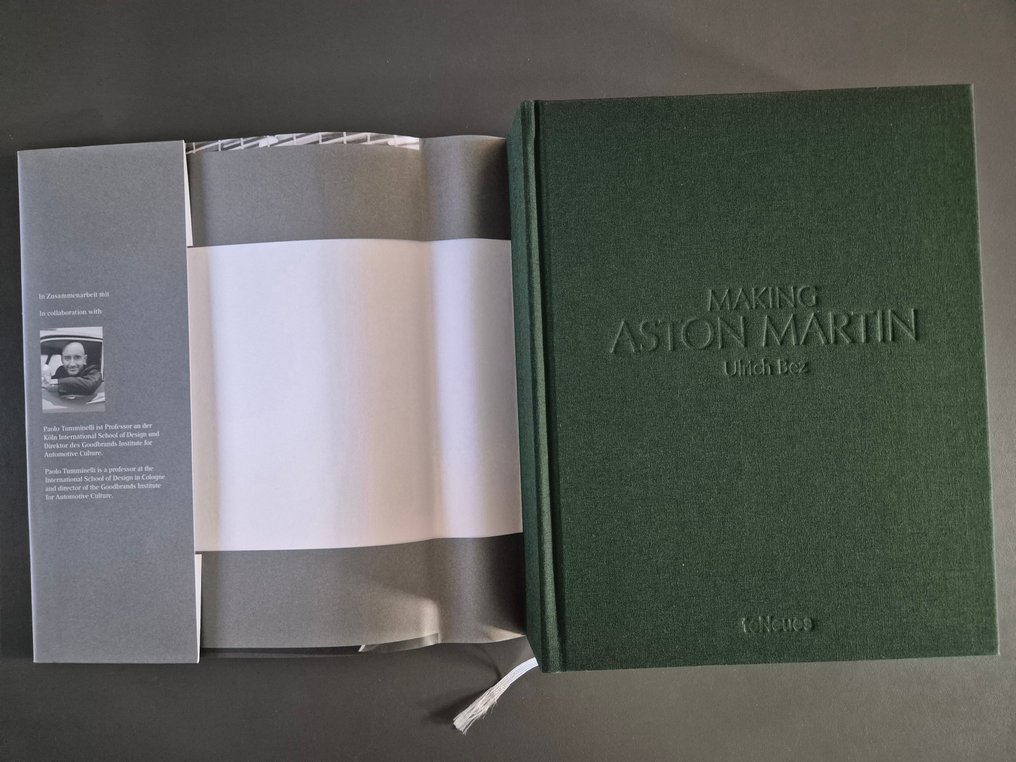 In Zusammenarbeit mit
In collaboration with
Paolo Tumminelli ist Professor an der
Köln International School of Design und
Direktor des Goodbrands Institute for
Automotive Culture.
Paolo Tumminelli is a professor at the
International School of Design in Cologne
and director of the Goodbrands Institute
for Automotive Culture.
MAKING
ASTON MARTIN
Ulrich Bez
teNeues